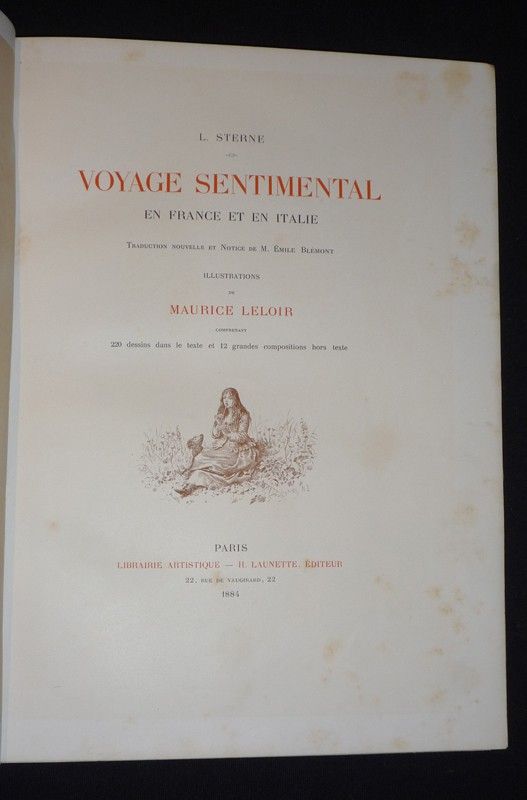 L. STERNE
VOYAGE SENTIMENTAL
EN FRANCE ET EN ITALIE
TRADUCTION NOUVELLE ET NOTICE DE M. ÉMILE BLÉMONT
ILLUSTRATIONS
DE
MAURICE LELOIR
COMPRENANT
220 dessins dans le texte et 12 grandes compositions hors texte
PARIS
LIBRAIRIE ARTISTIQUE — H. LAUNETTE, ÉDITEUR
22, RUE DE VAUGIRARD, 22
1884